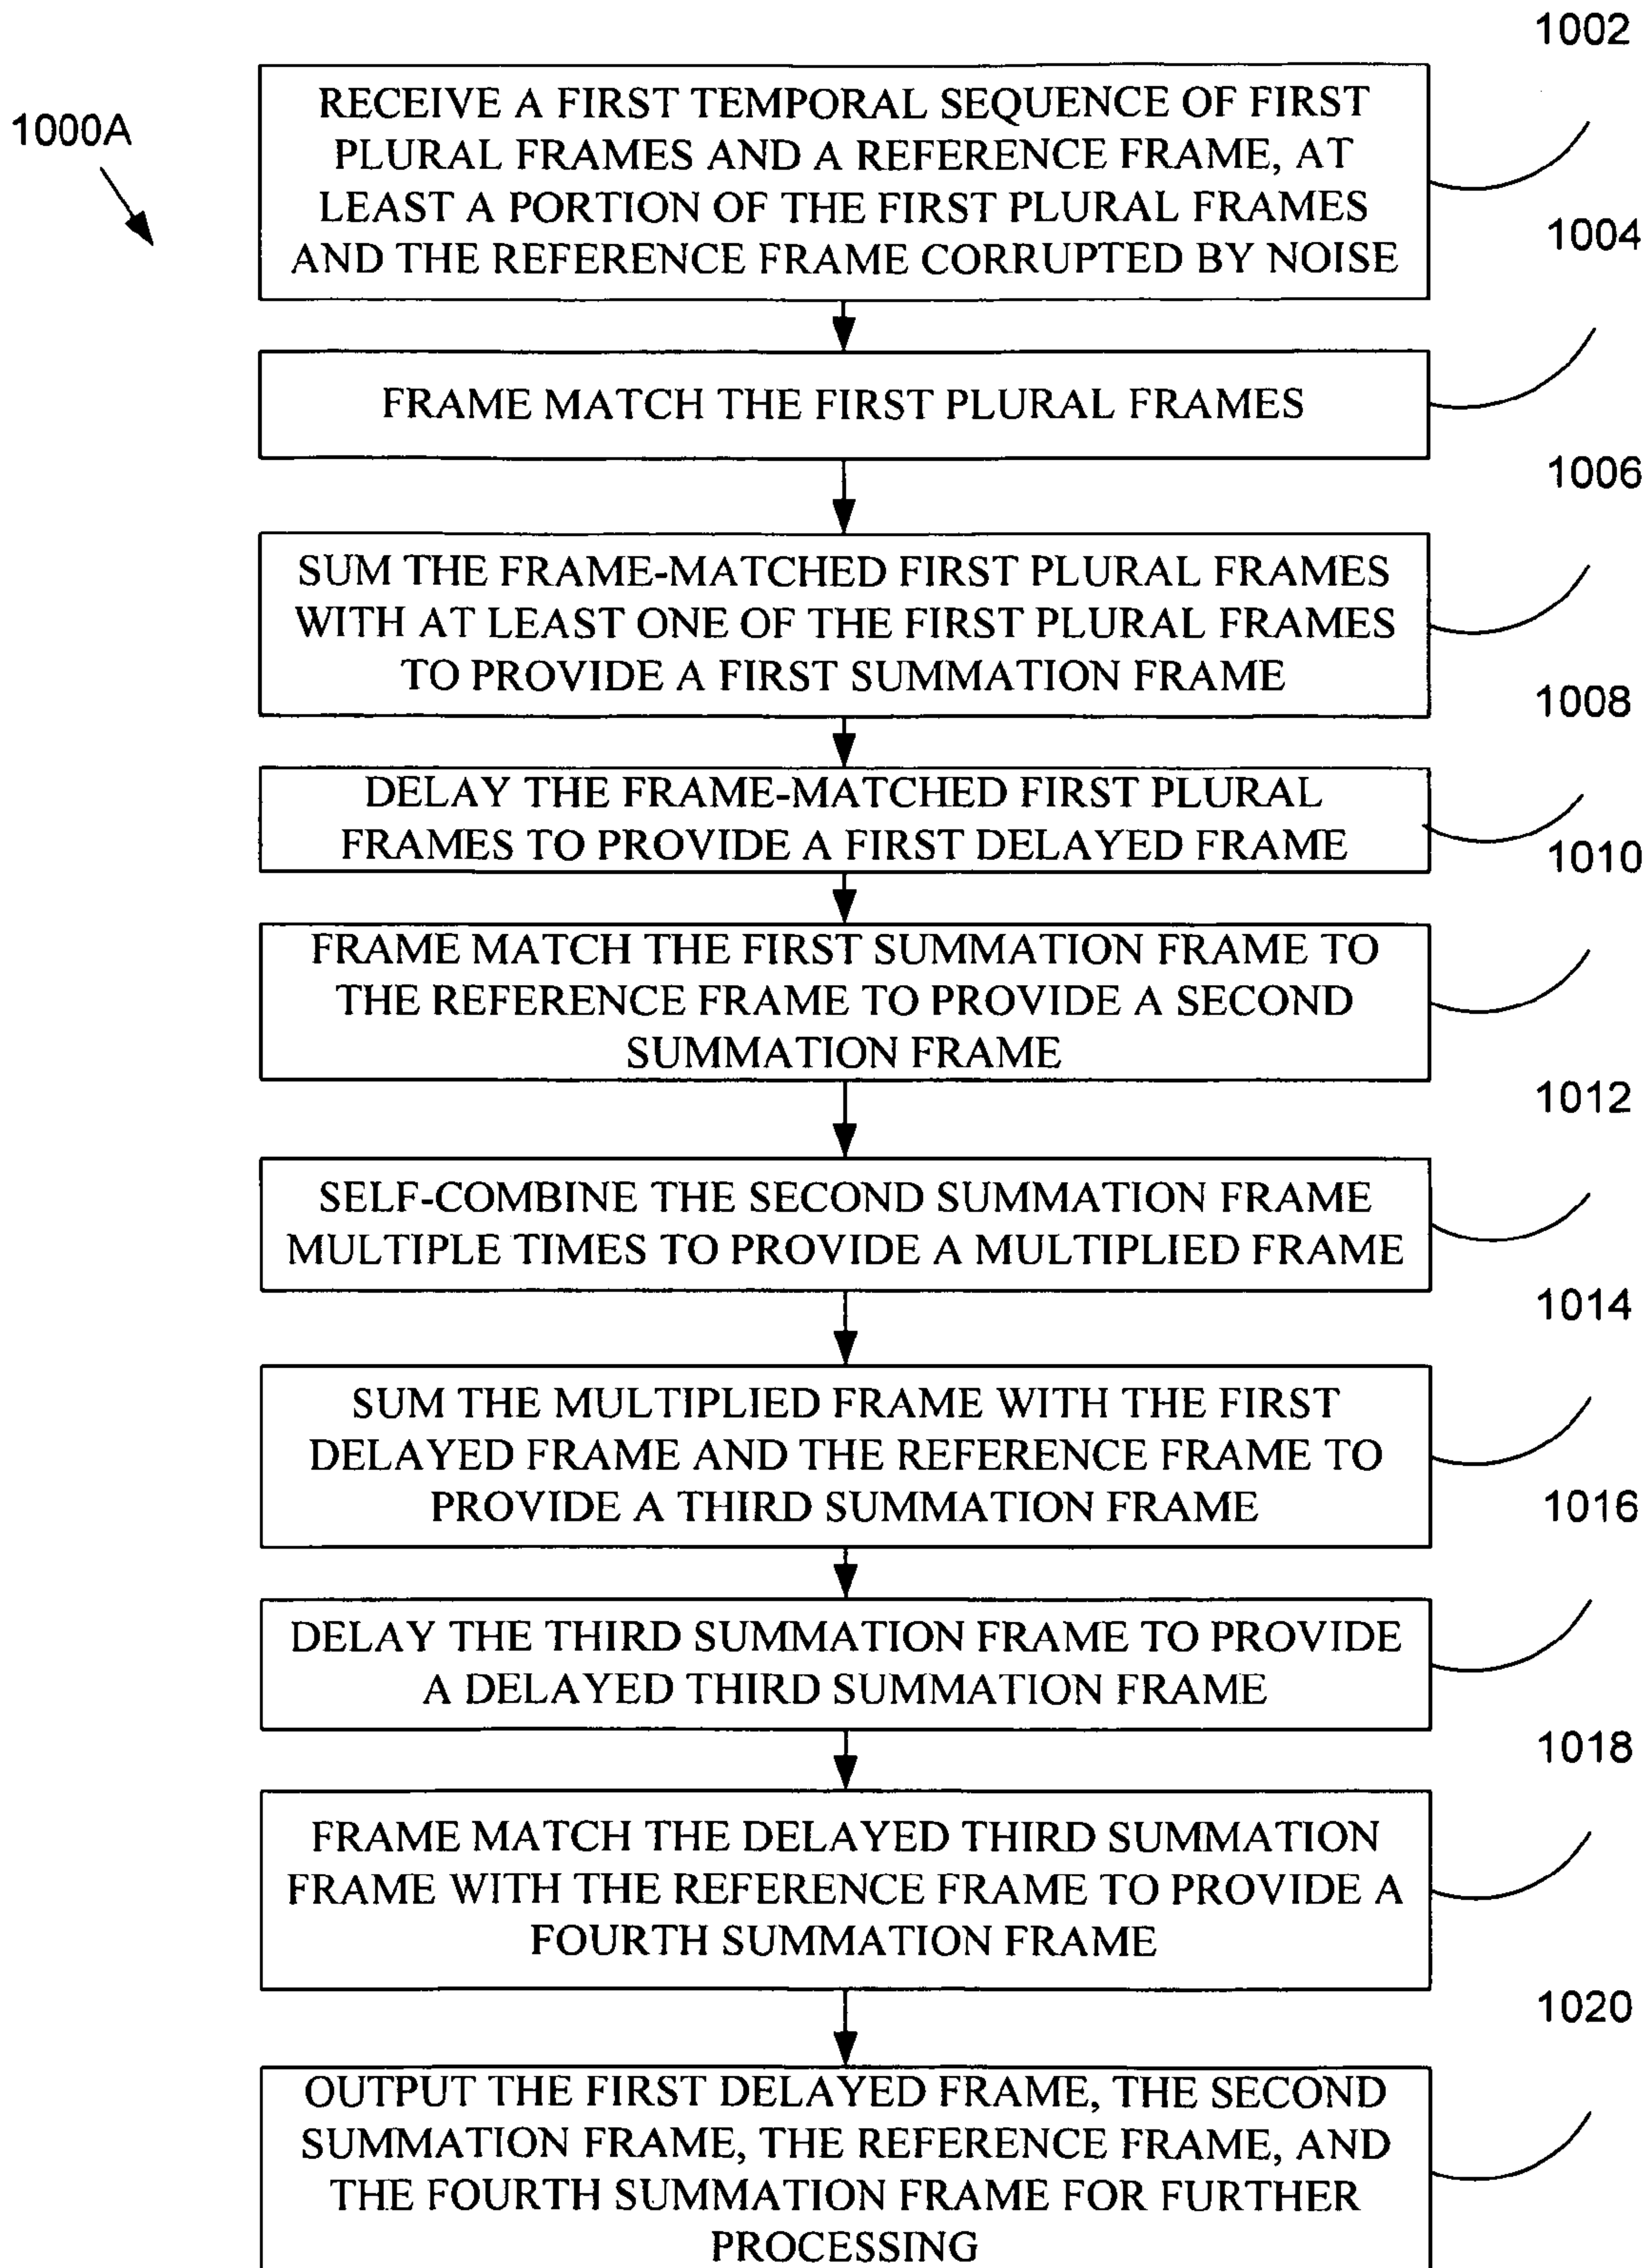 1002
1000A
RECEIVE A FIRST TEMPORAL SEQUENCE OF FIRST
PLURAL FRAMES AND A REFERENCE FRAME, AT
LEAST A PORTION OF THE FIRST PLURAL FRAMES
AND THE REFERENCE FRAME CORRUPTED BY NOISE
1004
FRAME MATCH THE FIRST PLURAL FRAMES
1006
SUM THE FRAME-MATCHED FIRST PLURAL FRAMES
WITH AT LEAST ONE OF THE FIRST PLURAL FRAMES
TO PROVIDE A FIRST SUMMATION FRAME
1008
DELAY THE FRAME-MATCHED FIRST PLURAL
FRAMES TO PROVIDE A FIRST DELAYED FRAME
1010
FRAME MATCH THE FIRST SUMMATION FRAME TO
THE REFERENCE FRAME TO PROVIDE A SECOND
SUMMATION FRAME
1012
SELF-COMBINE THE SECOND SUMMATION FRAME
MULTIPLE TIMES TO PROVIDE A MULTIPLIED FRAME
1014
SUM THE MULTIPLIED FRAME WITH THE FIRST
DELAYED FRAME AND THE REFERENCE FRAME TO
PROVIDE A THIRD SUMMATION FRAME
1016
DELAY THE THIRD SUMMATION FRAME TO PROVIDE
A DELAYED THIRD SUMMATION FRAME
1018
FRAME MATCH THE DELAYED THIRD SUMMATION
FRAME WITH THE REFERENCE FRAME TO PROVIDE A
FOURTH SUMMATION FRAME
1020
OUTPUT THE FIRST DELAYED FRAME, THE SECOND
SUMMATION FRAME, THE REFERENCE FRAME, AND
THE FOURTH SUMMATION FRAME FOR FURTHER
PROCESSING